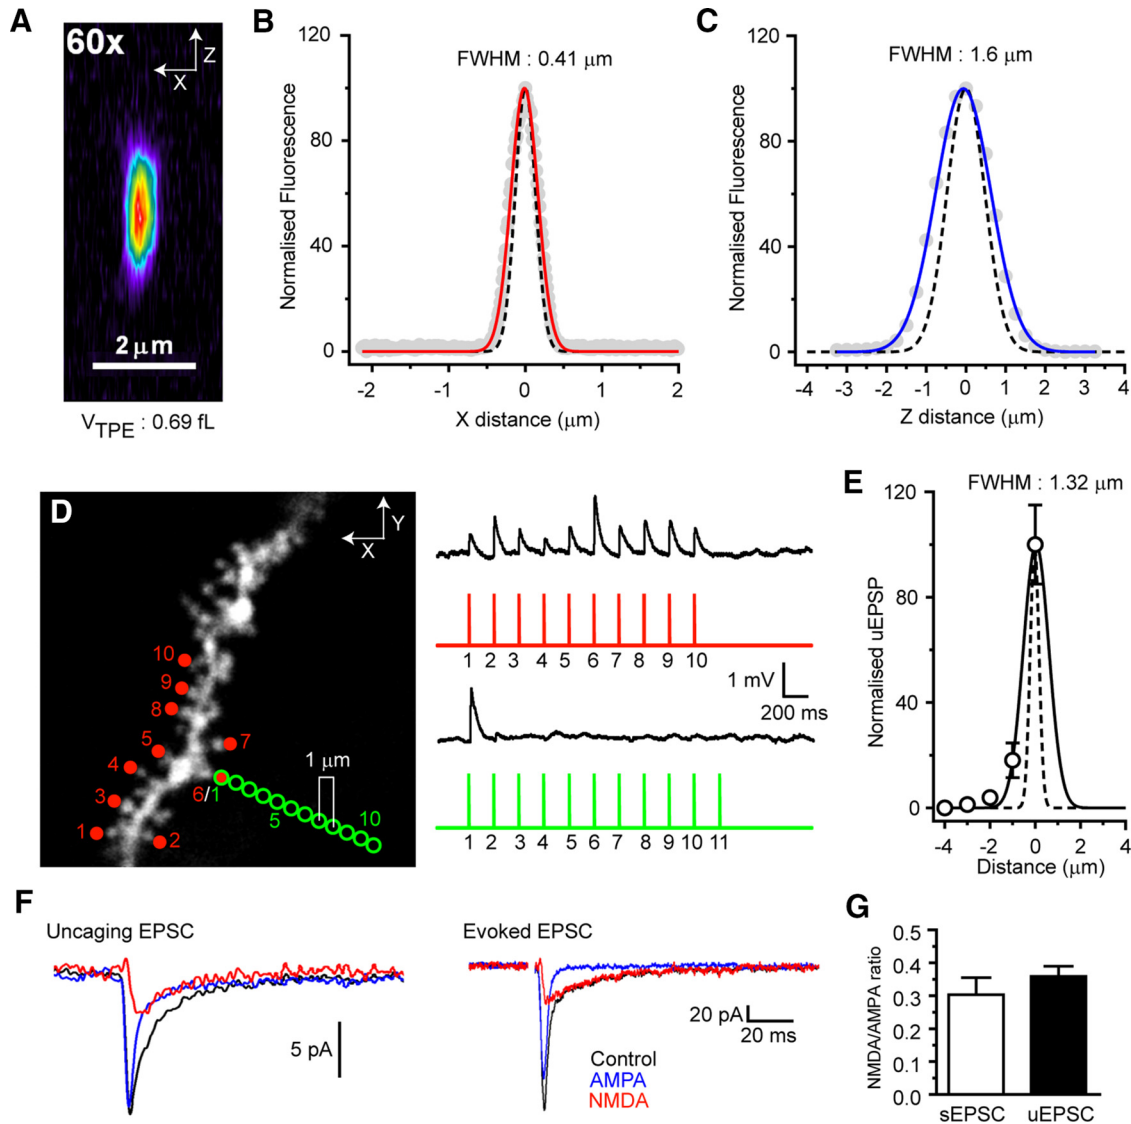 A
60x
Z
X
2 μm
V TPE : 0.69 fL
B
FWHM : 0.41 μm
Normalised Fluorescence
120
80
40
0
-2 -1 0 1 2
X distance (μm)
C
FWHM : 1.6 μm
Normalised Fluorescence
120
80
40
0
-4 -3 -2 -1 0 1 2 3 4
Z distance (μm)
D
Y
X
10
9
8
7
5
4
3
1
2
6/1
1 μm
5
10
1 2 3 4 5 6 7 8 9 10
1 mV
200 ms
1 2 3 4 5 6 7 8 9 10 11
E
FWHM : 1.32 μm
Normalised uEPSP
120
80
40
0
-4 -2 0 2 4
Distance (μm)
F
Uncaging EPSC
5 pA
Evoked EPSC
20 pA
20 ms
Control
AMPA
NMDA
G
NMDA/AMPA ratio
0.5
0.4
0.3
0.2
0.1
0.0
sEPSC uEPSC